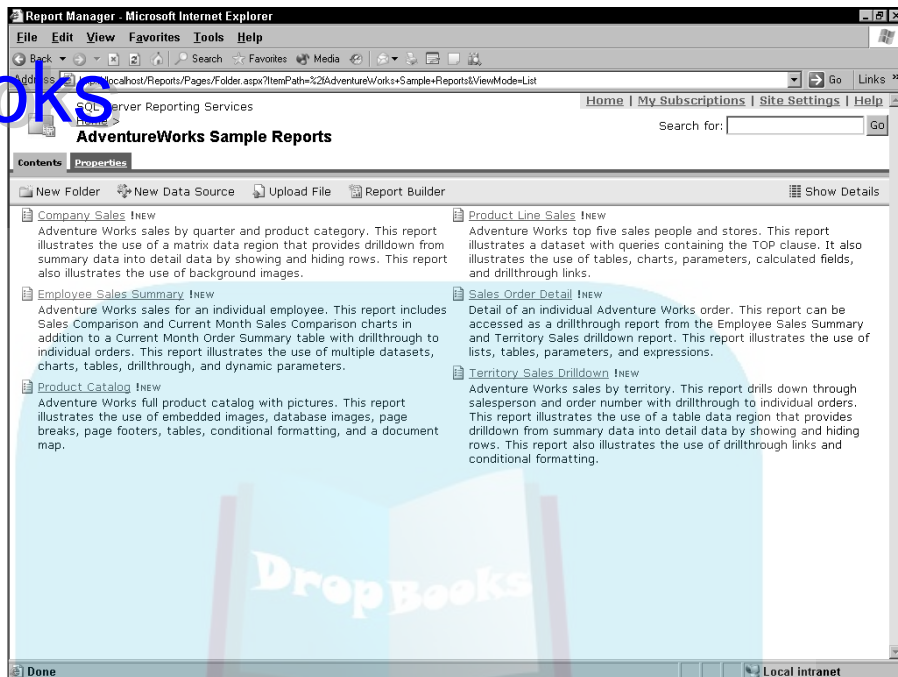 Report Manager - Microsoft Internet Explorer
File Edit View Favorites Tools Help
Back Search Favorites Media
localhost/Reports/Pages/Folder.aspx?ItemPath=%2fAdventureWorks+Sample+Reports&ViewMode=List Go Links »
ooks
SQL Server Reporting Services
Home >
AdventureWorks Sample Reports
Home | My Subscriptions | Site Settings | Help
Search for: Go
Contents Properties
New Folder New Data Source Upload File Report Builder Show Details
Company Sales !NEW
Adventure Works sales by quarter and product category. This report
illustrates the use of a matrix data region that provides drilldown from
summary data into detail data by showing and hiding rows. This report
also illustrates the use of background images.
Employee Sales Summary !NEW
Adventure Works sales for an individual employee. This report includes
Sales Comparison and Current Month Sales Comparison charts in
addition to a Current Month Order Summary table with drillthrough to
individual orders. This report illustrates the use of multiple datasets,
charts, tables, drillthrough, and dynamic parameters.
Product Catalog !NEW
Adventure Works full product catalog with pictures. This report
illustrates the use of embedded images, database images, page
breaks, page footers, tables, conditional formatting, and a document
map.
Product Line Sales !NEW
Adventure Works top five sales people and stores. This report
illustrates a dataset with queries containing the TOP clause. It also
illustrates the use of tables, charts, parameters, calculated fields,
and drillthrough links.
Sales Order Detail !NEW
Detail of an individual Adventure Works order. This report can be
accessed as a drillthrough report from the Employee Sales Summary
and Territory Sales drilldown report. This report illustrates the use of
lists, tables, parameters, and expressions.
Territory Sales Drilldown !NEW
Adventure Works sales by territory. This report drills down through
salesperson and order number with drillthrough to individual orders.
This report illustrates the use of a table data region that provides
drilldown from summary data into detail data by showing and hiding
rows. This report also illustrates the use of drillthrough links and
conditional formatting.
DropBooks
Done Local intranet